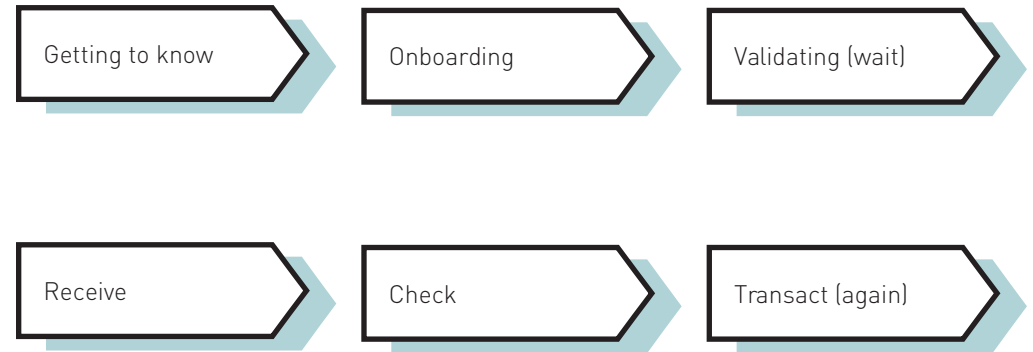 Getting to know
Onboarding
Validating (wait)
Receive
Check
Transact (again)